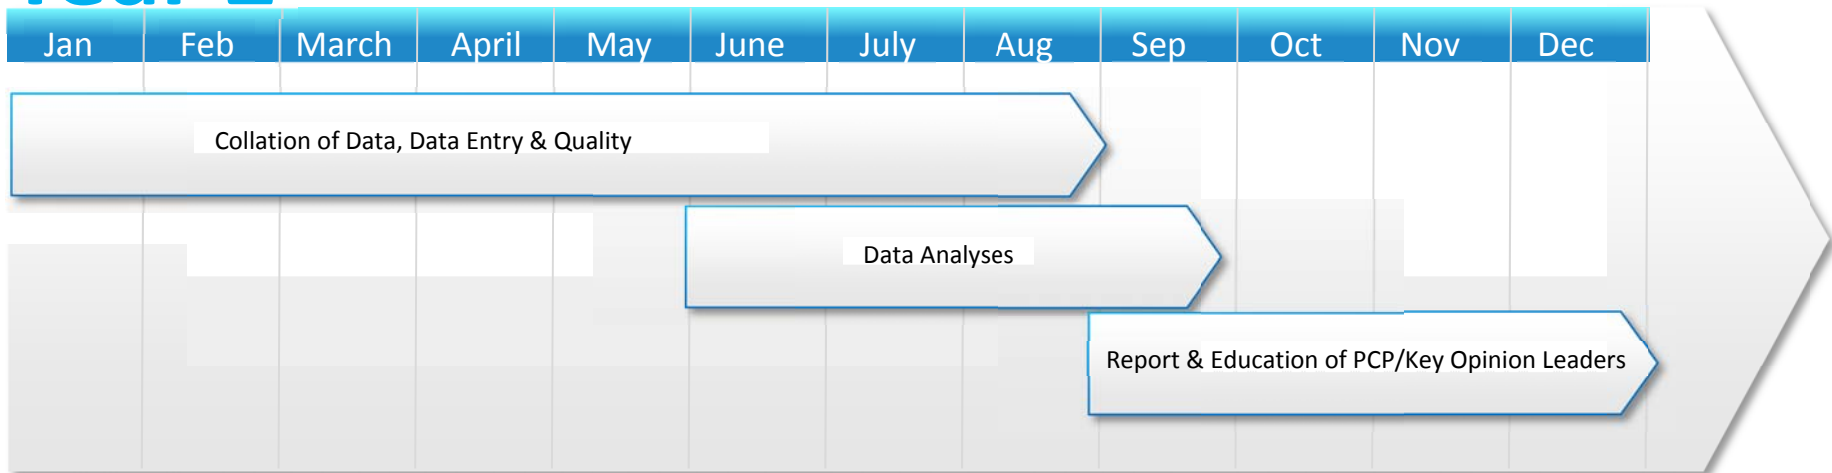 Jan Feb March April May June July Aug Sep Oct Nov Dec
Collation of Data, Data Entry & Quality
Data Analyses
Report & Education of PCP/Key Opinion Leaders